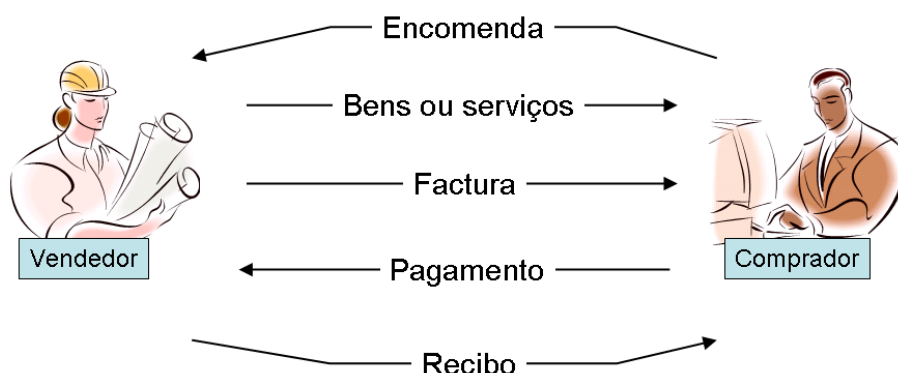 Encomenda
Bens ou serviços
Factura
Vendedor
Comprador
Pagamento
Recibo